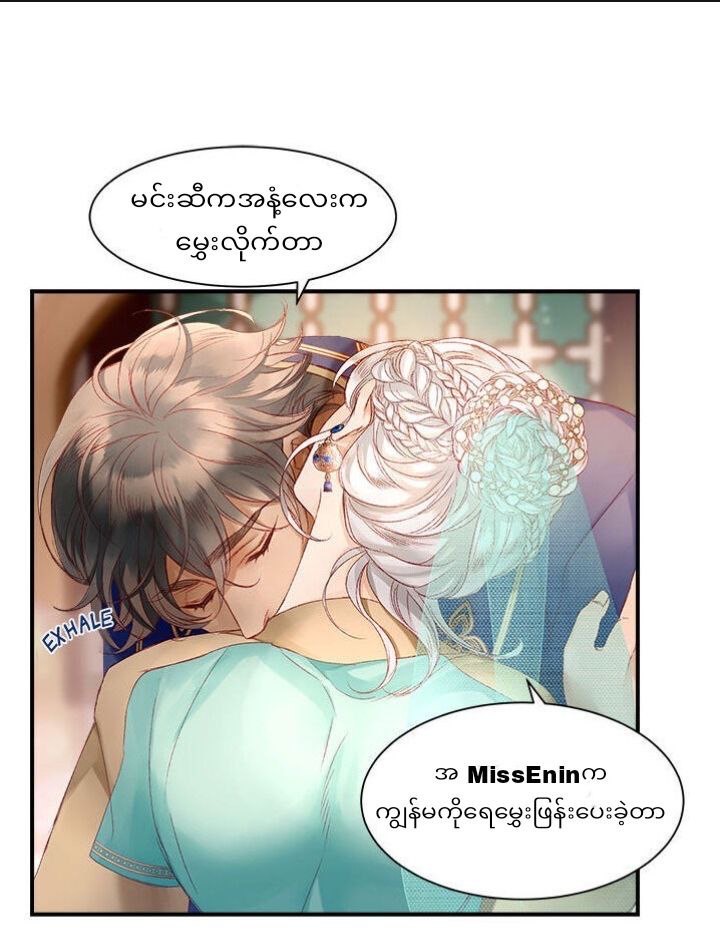 မင်းဆီကအနံ့လေးက
မွှေးလိုက်တာ
EXHALE
အ MissEninက
ကျွန်မကိုရေမွှေးဖြန်းပေးခဲ့တာ